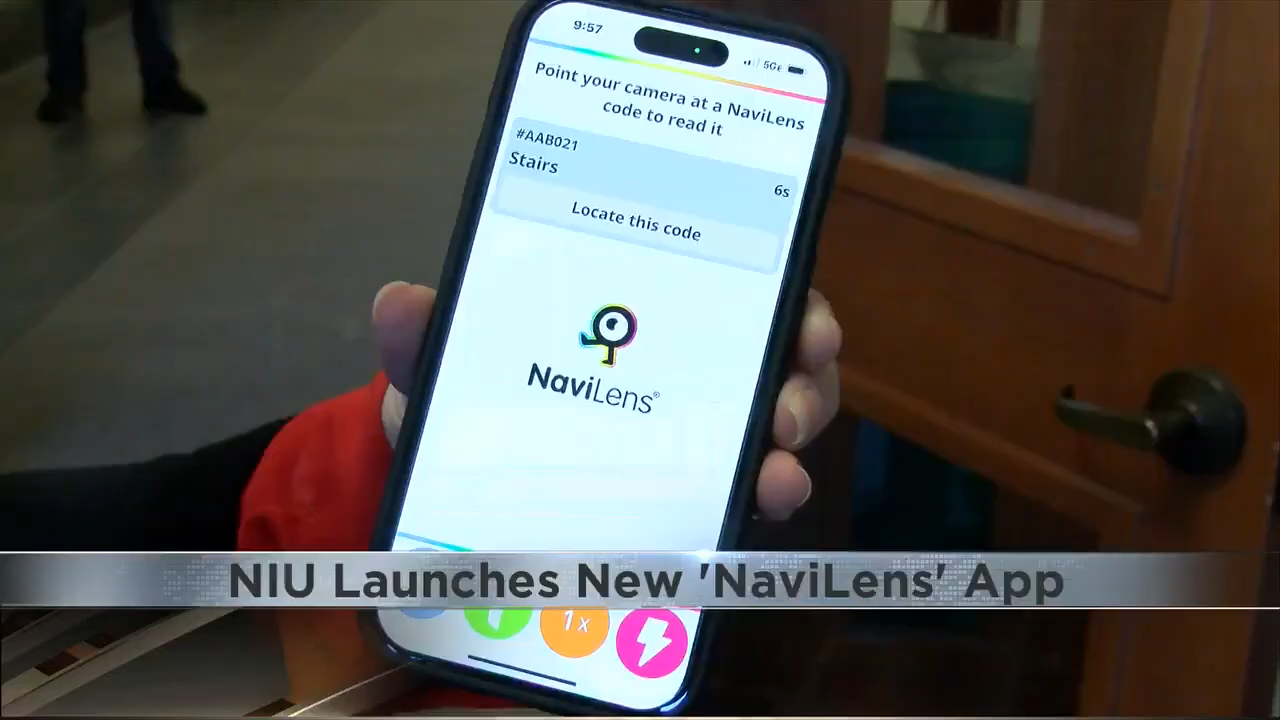 9:57
5GE
Point your camera at a NaviLens
code to read it
#AAB021
Stairs
6s
Locate this code
NaviLens®
NIU Launches New 'NaviLens' App
1x